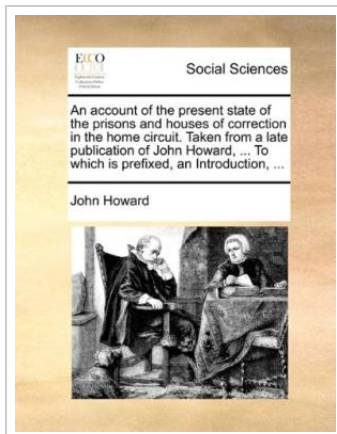 ECCO
Social Sciences
An account of the present state of
the prisons and houses of correction
in the home circuit. Taken from a late
publication of John Howard, ... To
which is prefixed, an Introduction, ...
John Howard